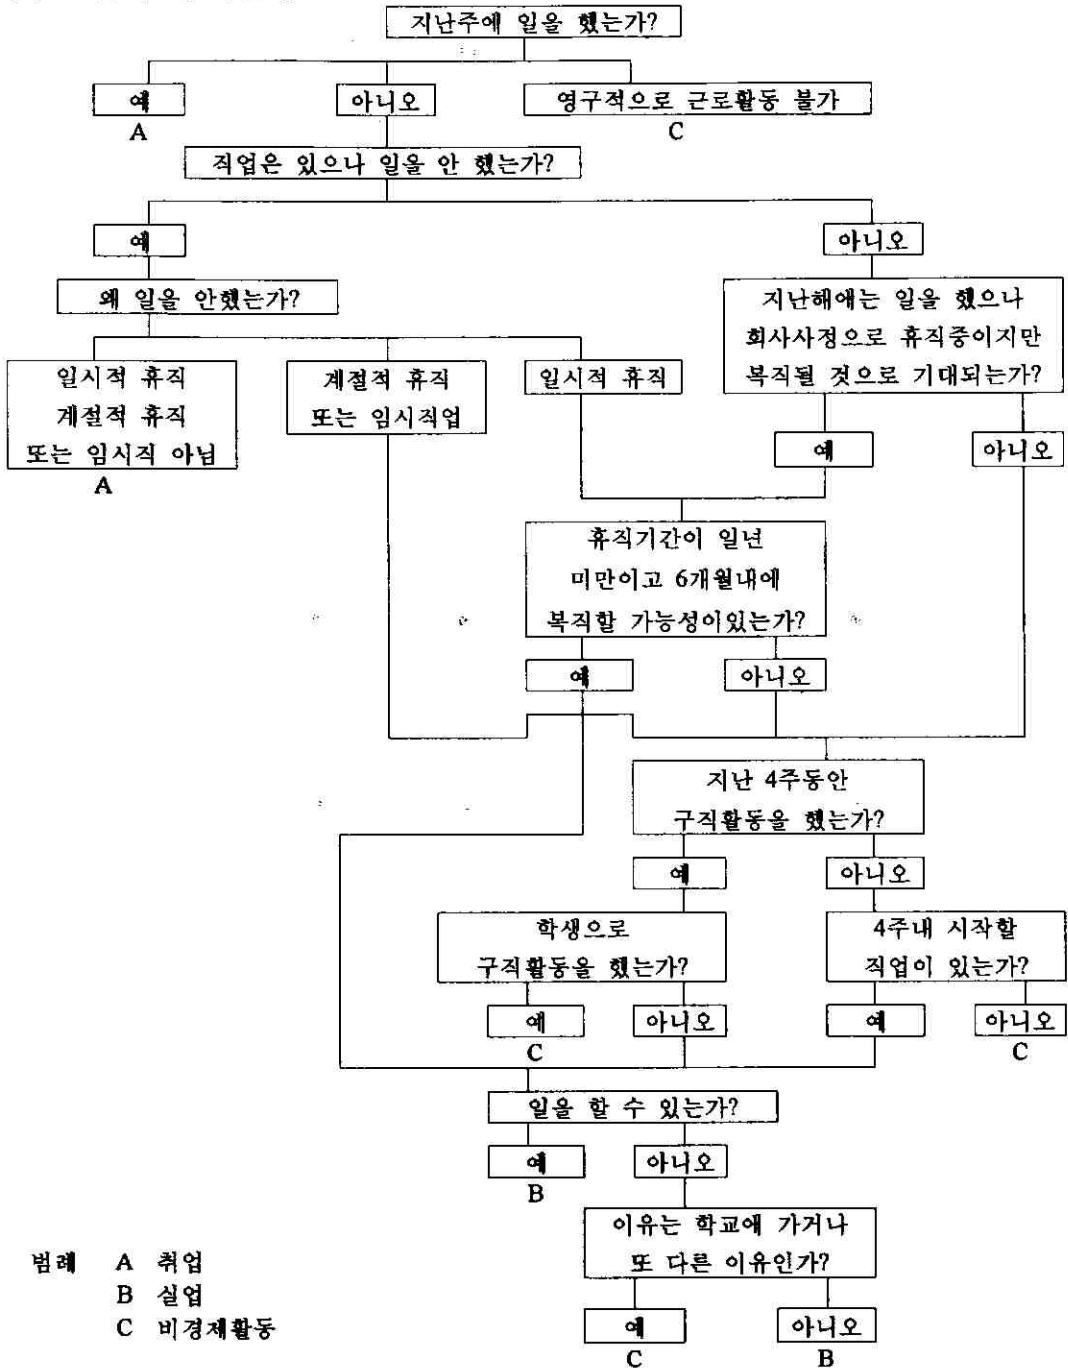 지난주에 일을 했는가?
예
아니오
영구적으로 근로활동 불가
A
C
직업은 있으나 일을 안 했는가?
예
아니오
왜 일을 안했는가?
지난해에는 일을 했으나
회사사정으로 휴직중이지만
복직될 것으로 기대되는가?
일시적 휴직
계절적 휴직
또는 임시직 아님
A
계절적 휴직
또는 임시직업
일시적 휴직
예
아니오
휴직기간이 일년
미만이고 6개월내에
복직할 가능성이있는가?
예
아니오
지난 4주동안
구직활동을 했는가?
예
아니오
학생으로
구직활동을 했는가?
4주내 시작할
직업이 있는가?
예
아니오
예
아니오
C
C
일을 할 수 있는가?
예
아니오
B
이유는 학교에 가거나
또 다른 이유인가?
예
아니오
C
B
범례 A 취업
B 실업
C 비경제활동